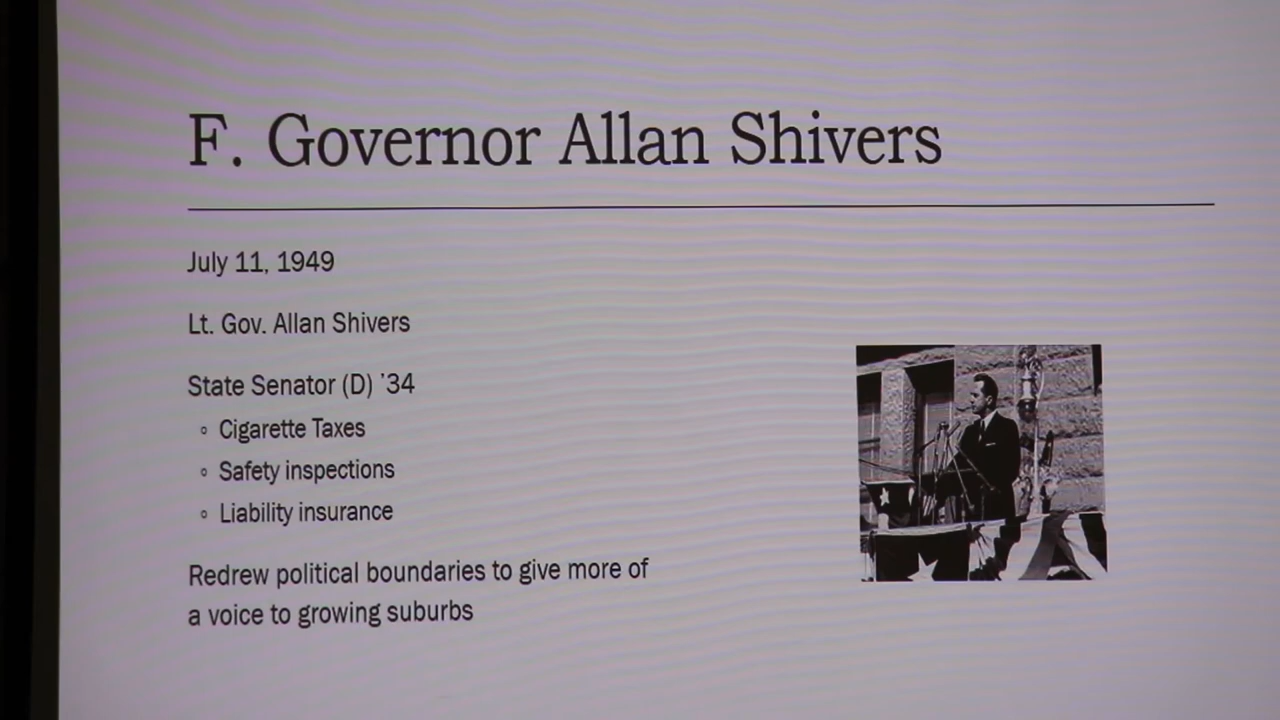 F. Governor Allan Shivers
July 11, 1949
Lt. Gov. Allan Shivers
State Senator (D) ’34
◦ Cigarette Taxes
◦ Safety inspections
◦ Liability insurance
Redrew political boundaries to give more of
a voice to growing suburbs